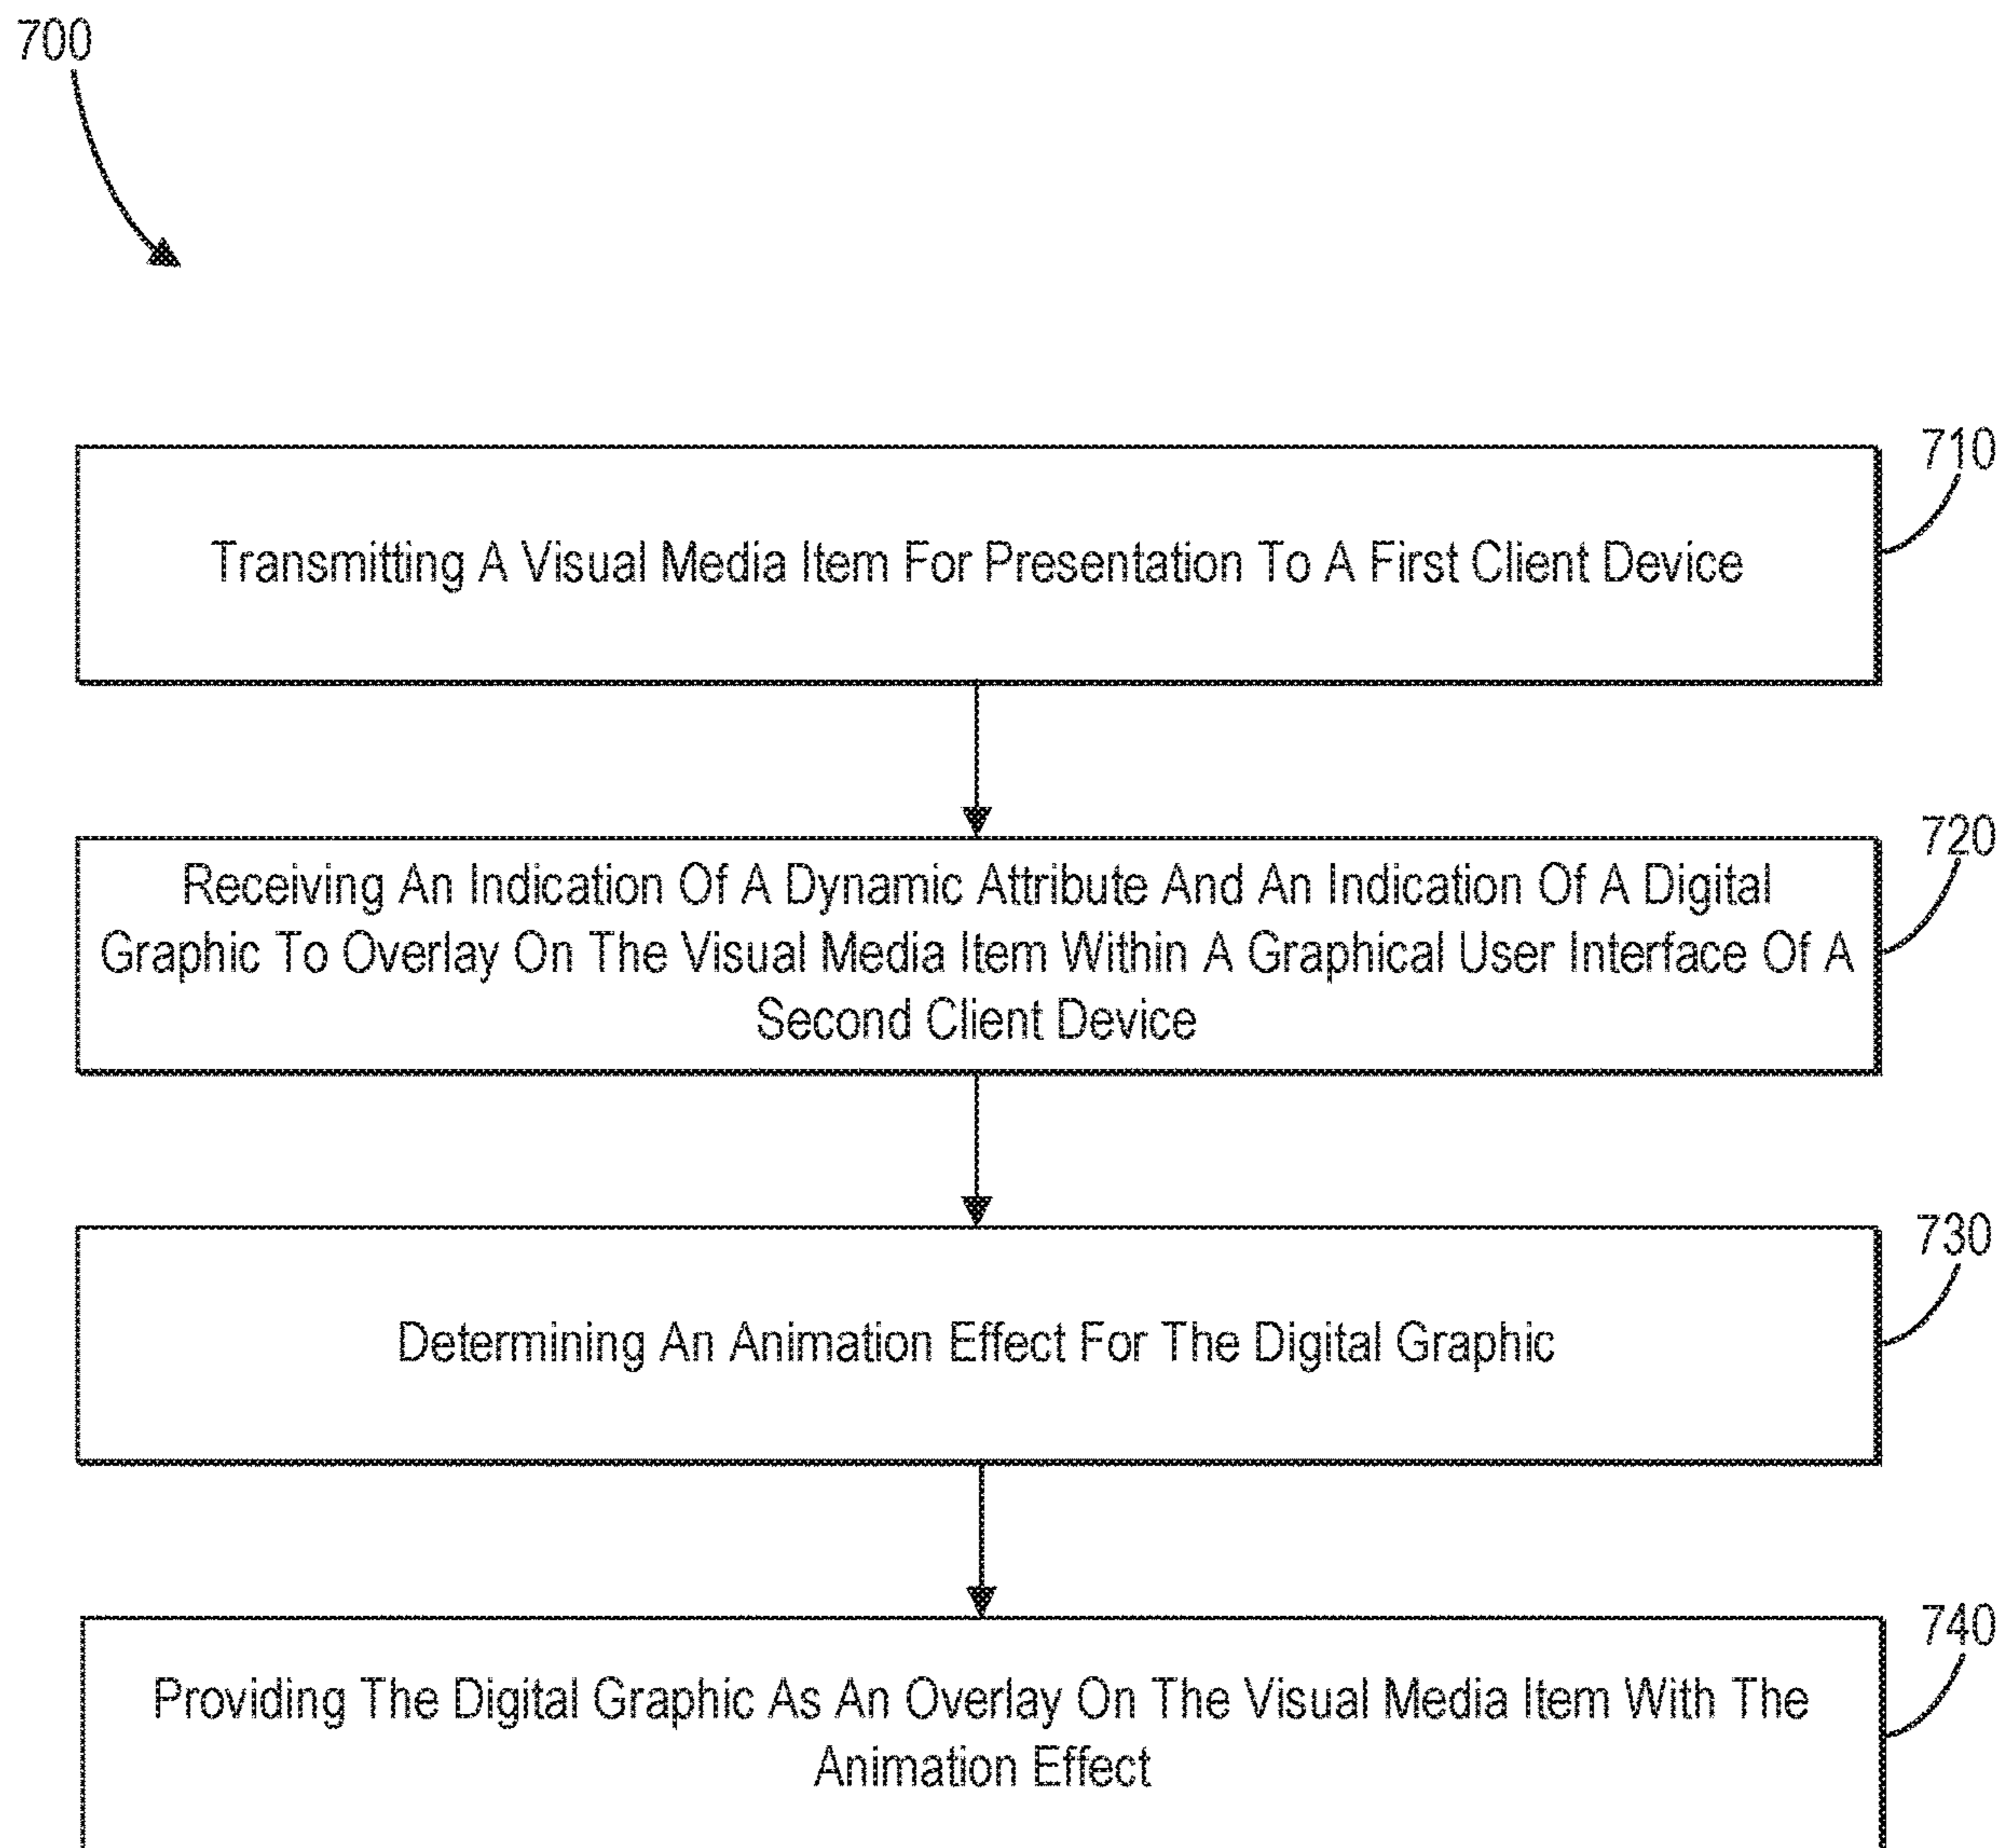 700
710
Transmitting A Visual Media Item For Presentation To A First Client Device
720
Receiving An Indication Of A Dynamic Attribute And An Indication Of A Digital
Graphic To Overlay On The Visual Media Item Within A Graphical User Interface Of A
Second Client Device
730
Determining An Animation Effect For The Digital Graphic
740
Providing The Digital Graphic As An Overlay On The Visual Media Item With The
Animation Effect